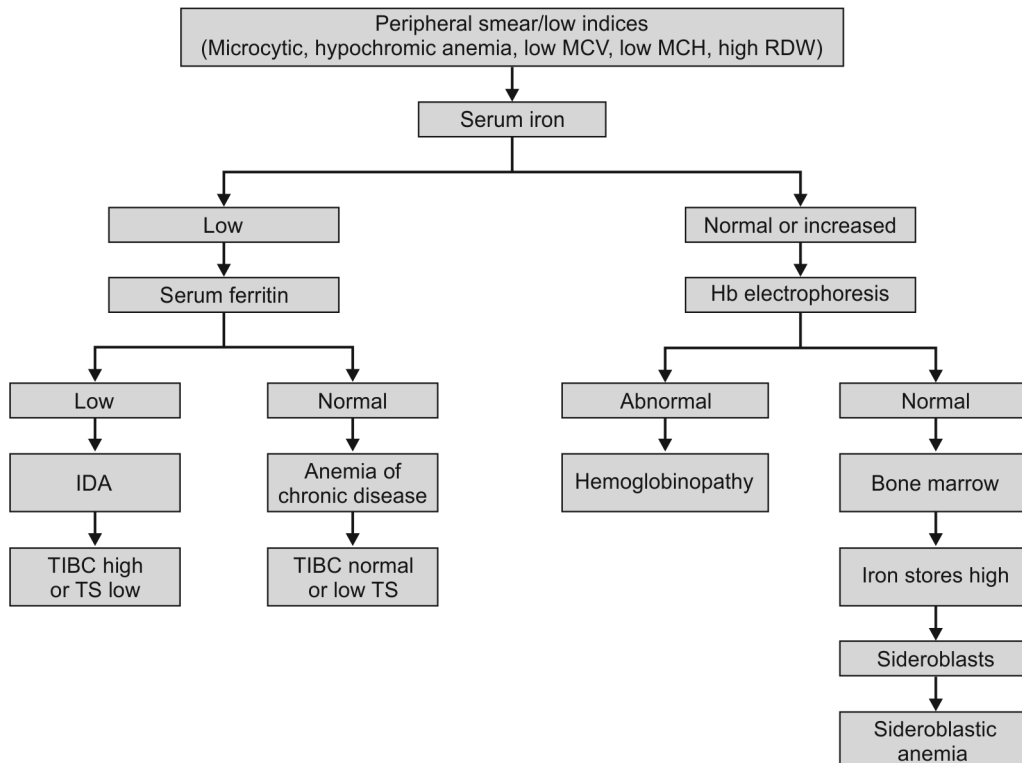 Peripheral smear/low indices
(Microcytic, hypochromic anemia, low MCV, low MCH, high RDW)
Serum iron
Low
Normal or increased
Serum ferritin
Hb electrophoresis
Low
Normal
Abnormal
Normal
IDA
Anemia of
chronic disease
Hemoglobinopathy
Bone marrow
TIBC high
or TS low
TIBC normal
or low TS
Iron stores high
Sideroblasts
Sideroblastic
anemia